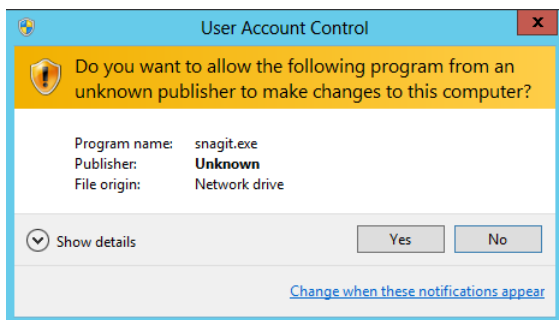 User Account Control
x
Do you want to allow the following program from an
unknown publisher to make changes to this computer?
Program name: snagit.exe
Publisher: Unknown
File origin: Network drive
Show details
Yes No
Change when these notifications appear